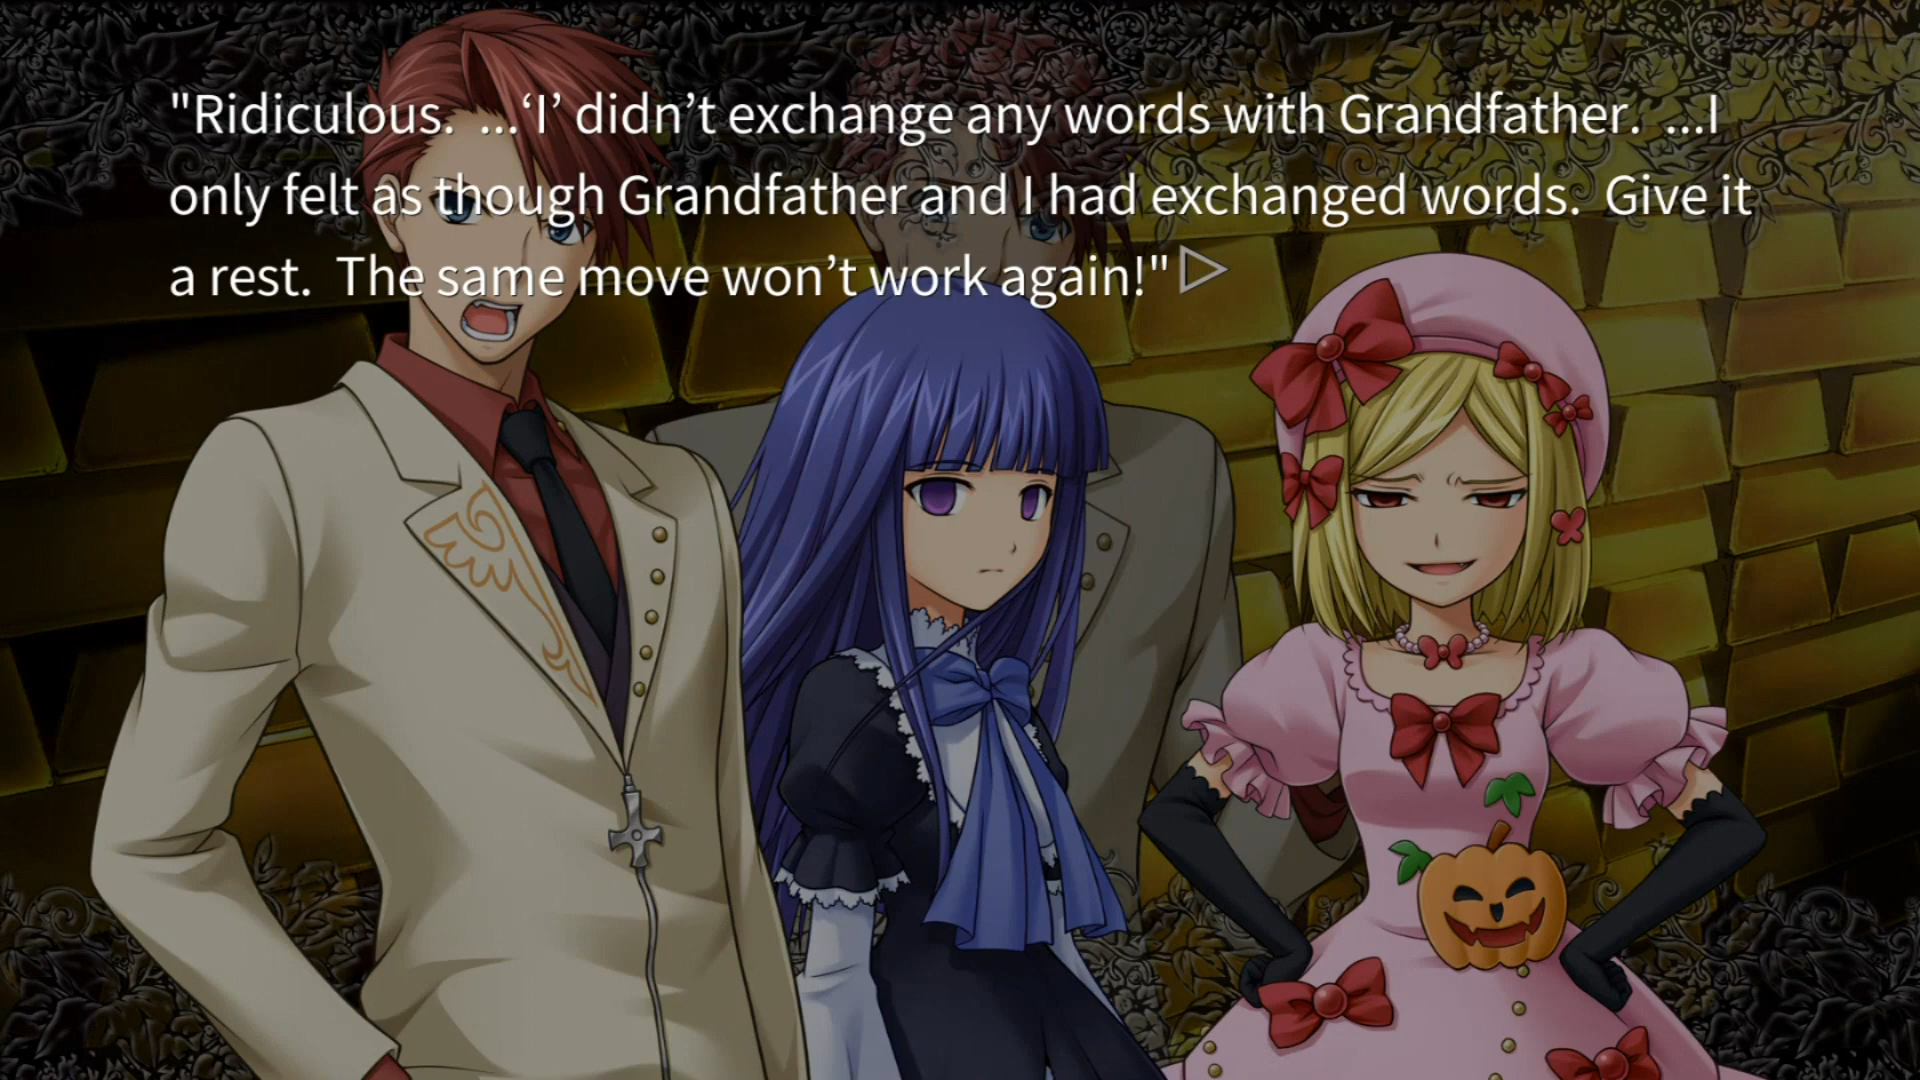 "Ridiculous.  ...‘I’ didn’t exchange any words with Grandfather.  ...I
only felt as though Grandfather and I had exchanged words.  Give it
a rest.  The same move won’t work again!"